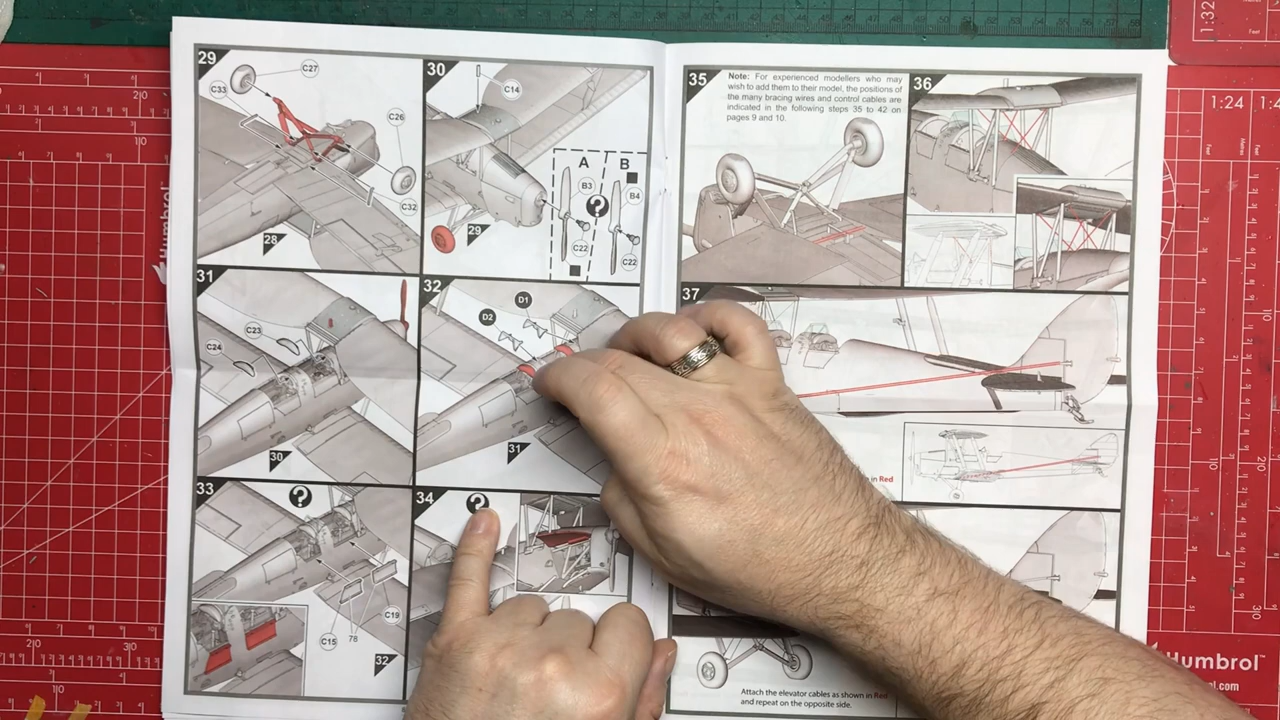 29
C27
C33
C26
C32
28
30
C14
A
B
B3
?
B4
C22
C22
29
31
C23
C24
30
32
D1
D2
31
33
?
C19
C15
78
32
34
?
35
Note: For experienced modellers who may
wish to add them to their model, the positions of
the many bracing wires and control cables are
indicated in the following steps 35 to 42 on
pages 9 and 10.
36
37
in Red
Attach the elevator cables as shown in Red
and repeat on the opposite side.
1:32
1:24
Humbrol
Humbrol™